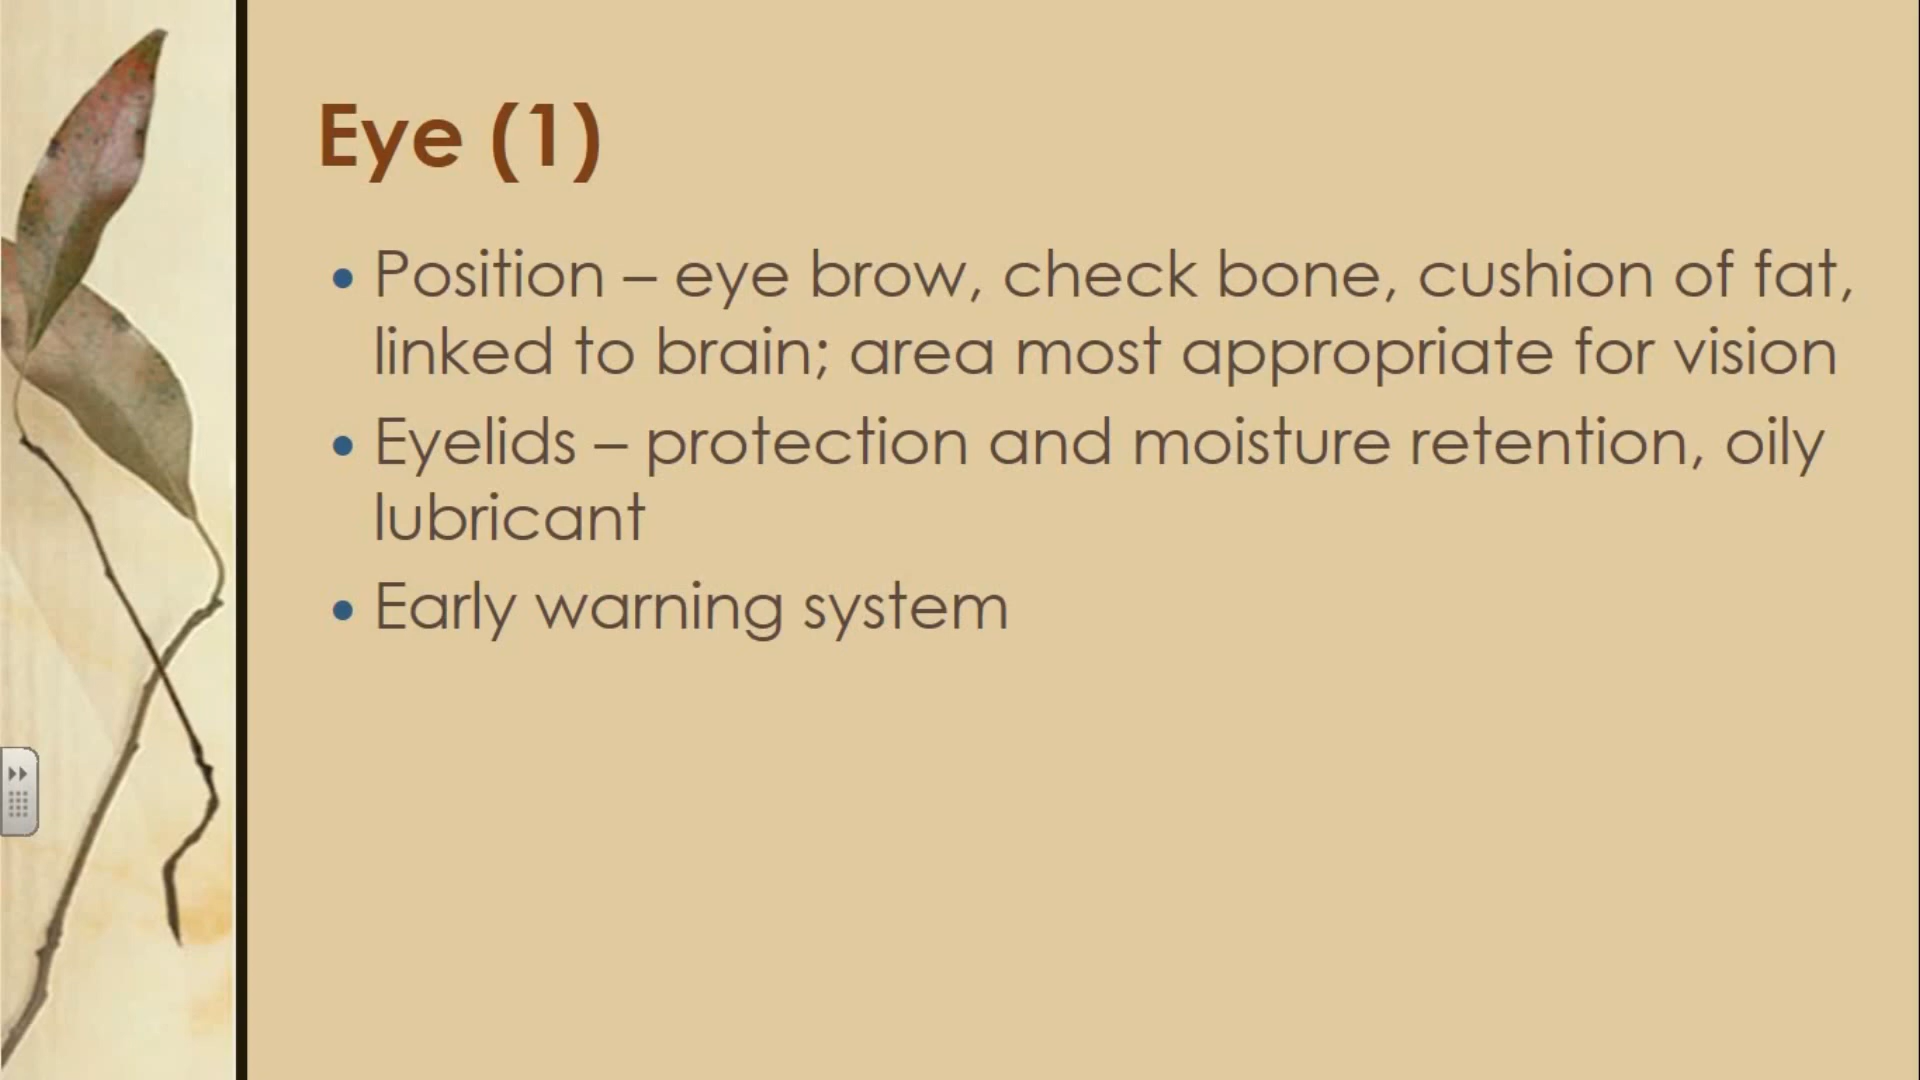 Eye (1)
• Position – eye brow, check bone, cushion of fat,
linked to brain; area most appropriate for vision
• Eyelids – protection and moisture retention, oily
lubricant
• Early warning system